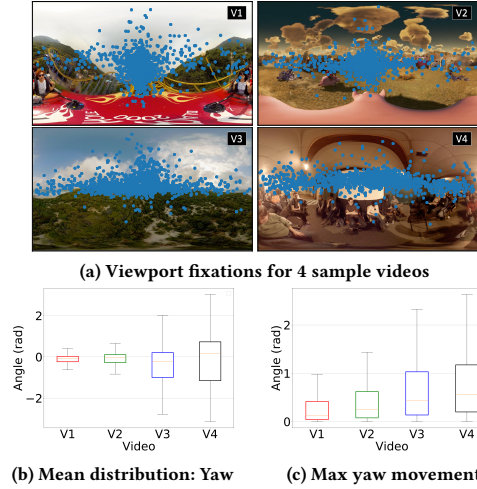 V1
V2
V3
V4
(a) Viewport fixations for 4 sample videos
Angle (rad)
2
0
−2
V1 V2 V3 V4
Video
(b) Mean distribution: Yaw
Angle (rad)
2
1
0
V1 V2 V3 V4
Video
(c) Max yaw movement